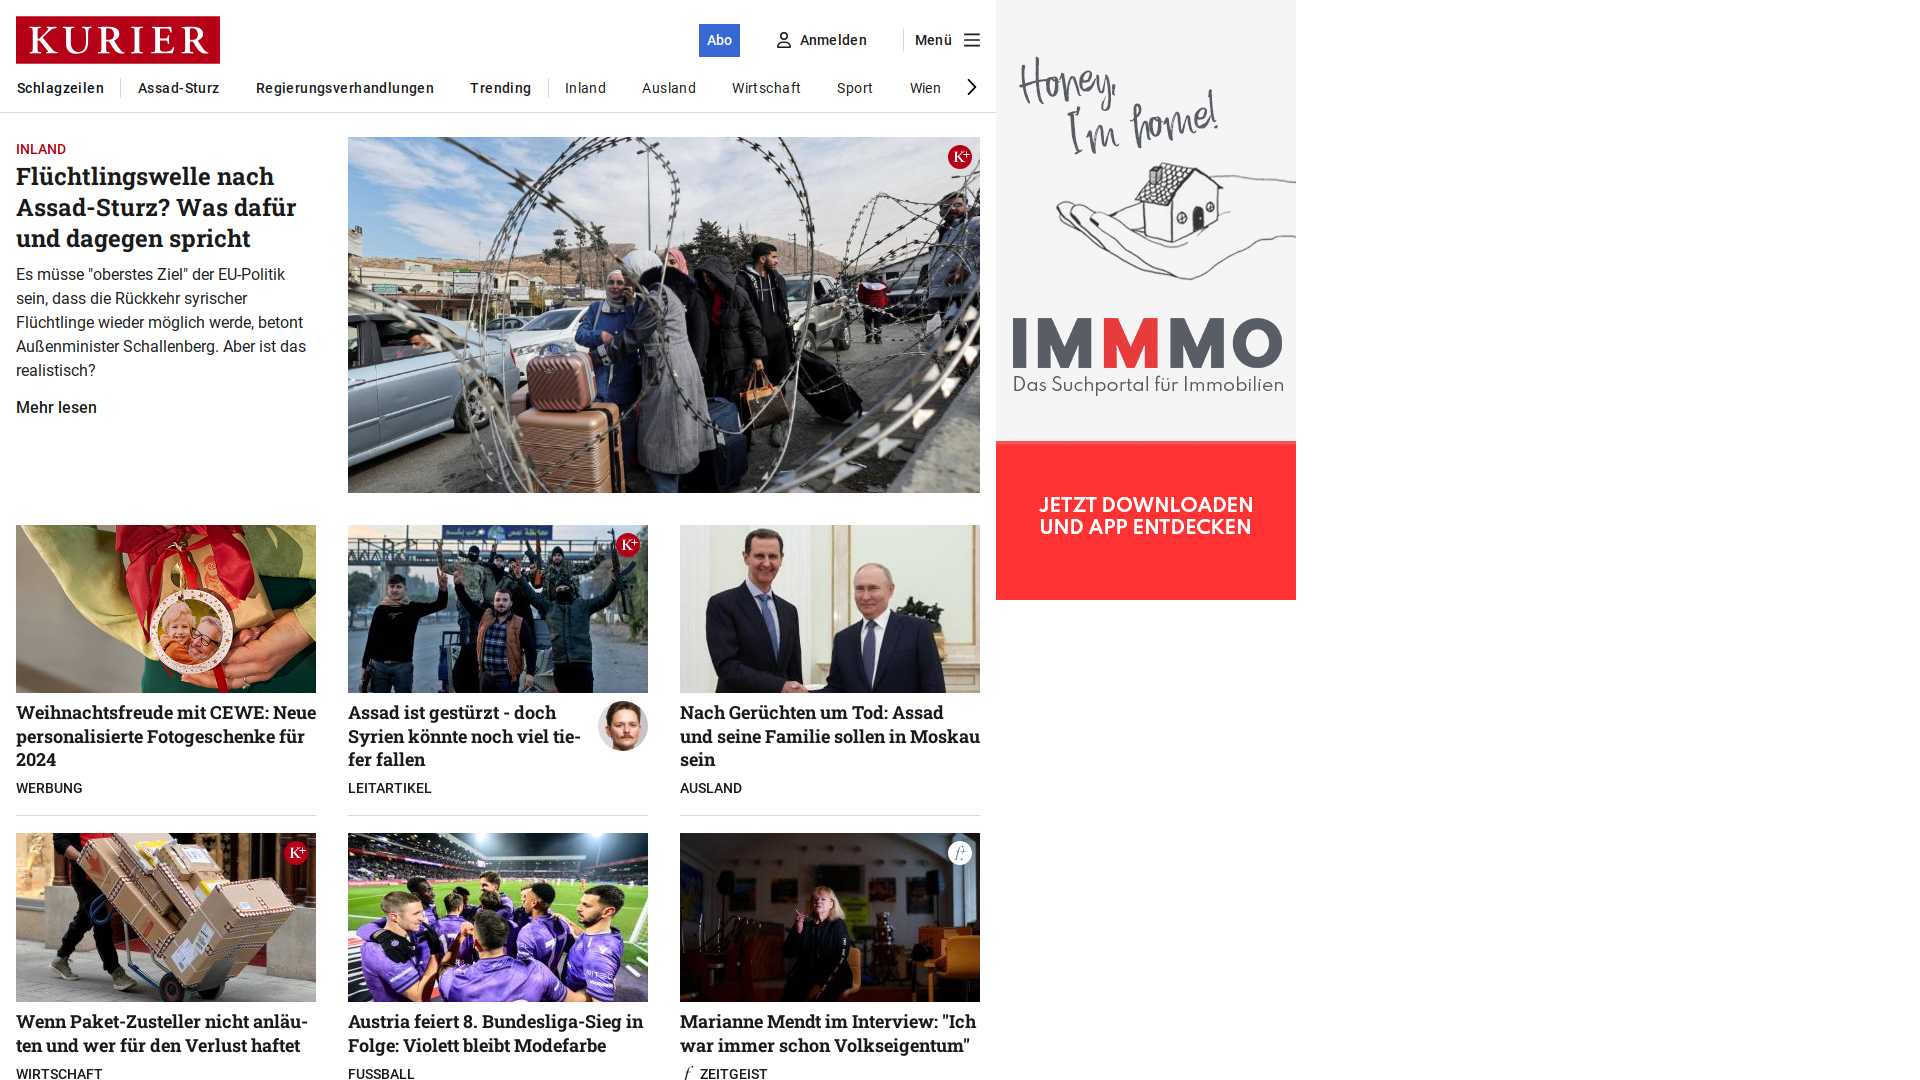 KURIER
Abo
Anmelden
Menü
Schlagzeilen
Assad-Sturz
Regierungsverhandlungen
Trending
Inland
Ausland
Wirtschaft
Sport
Wien
INLAND
Flüchtlingswelle nach
Assad-Sturz? Was dafür
und dagegen spricht
Es müsse "oberstes Ziel" der EU-Politik
sein, dass die Rückkehr syrischer
Flüchtlinge wieder möglich werde, betont
Außenminister Schallenberg. Aber ist das
realistisch?
Mehr lesen
K+
Weihnachtsfreude mit CEWE: Neue
personalisierte Fotogeschenke für
2024
WERBUNG
K+
Assad ist gestürzt - doch
Syrien könnte noch viel tie-
fer fallen
LEITARTIKEL
Nach Gerüchten um Tod: Assad
und seine Familie sollen in Moskau
sein
AUSLAND
K+
Wenn Paket-Zusteller nicht anläu-
ten und wer für den Verlust haftet
WIRTSCHAFT
Austria feiert 8. Bundesliga-Sieg in
Folge: Violett bleibt Modefarbe
FUSSBALL
f+
Marianne Mendt im Interview: "Ich
war immer schon Volkseigentum"
f ZEITGEIST
Honey,
I'm home!
IMMMO
Das Suchportal für Immobilien
JETZT DOWNLOADEN
UND APP ENTDECKEN